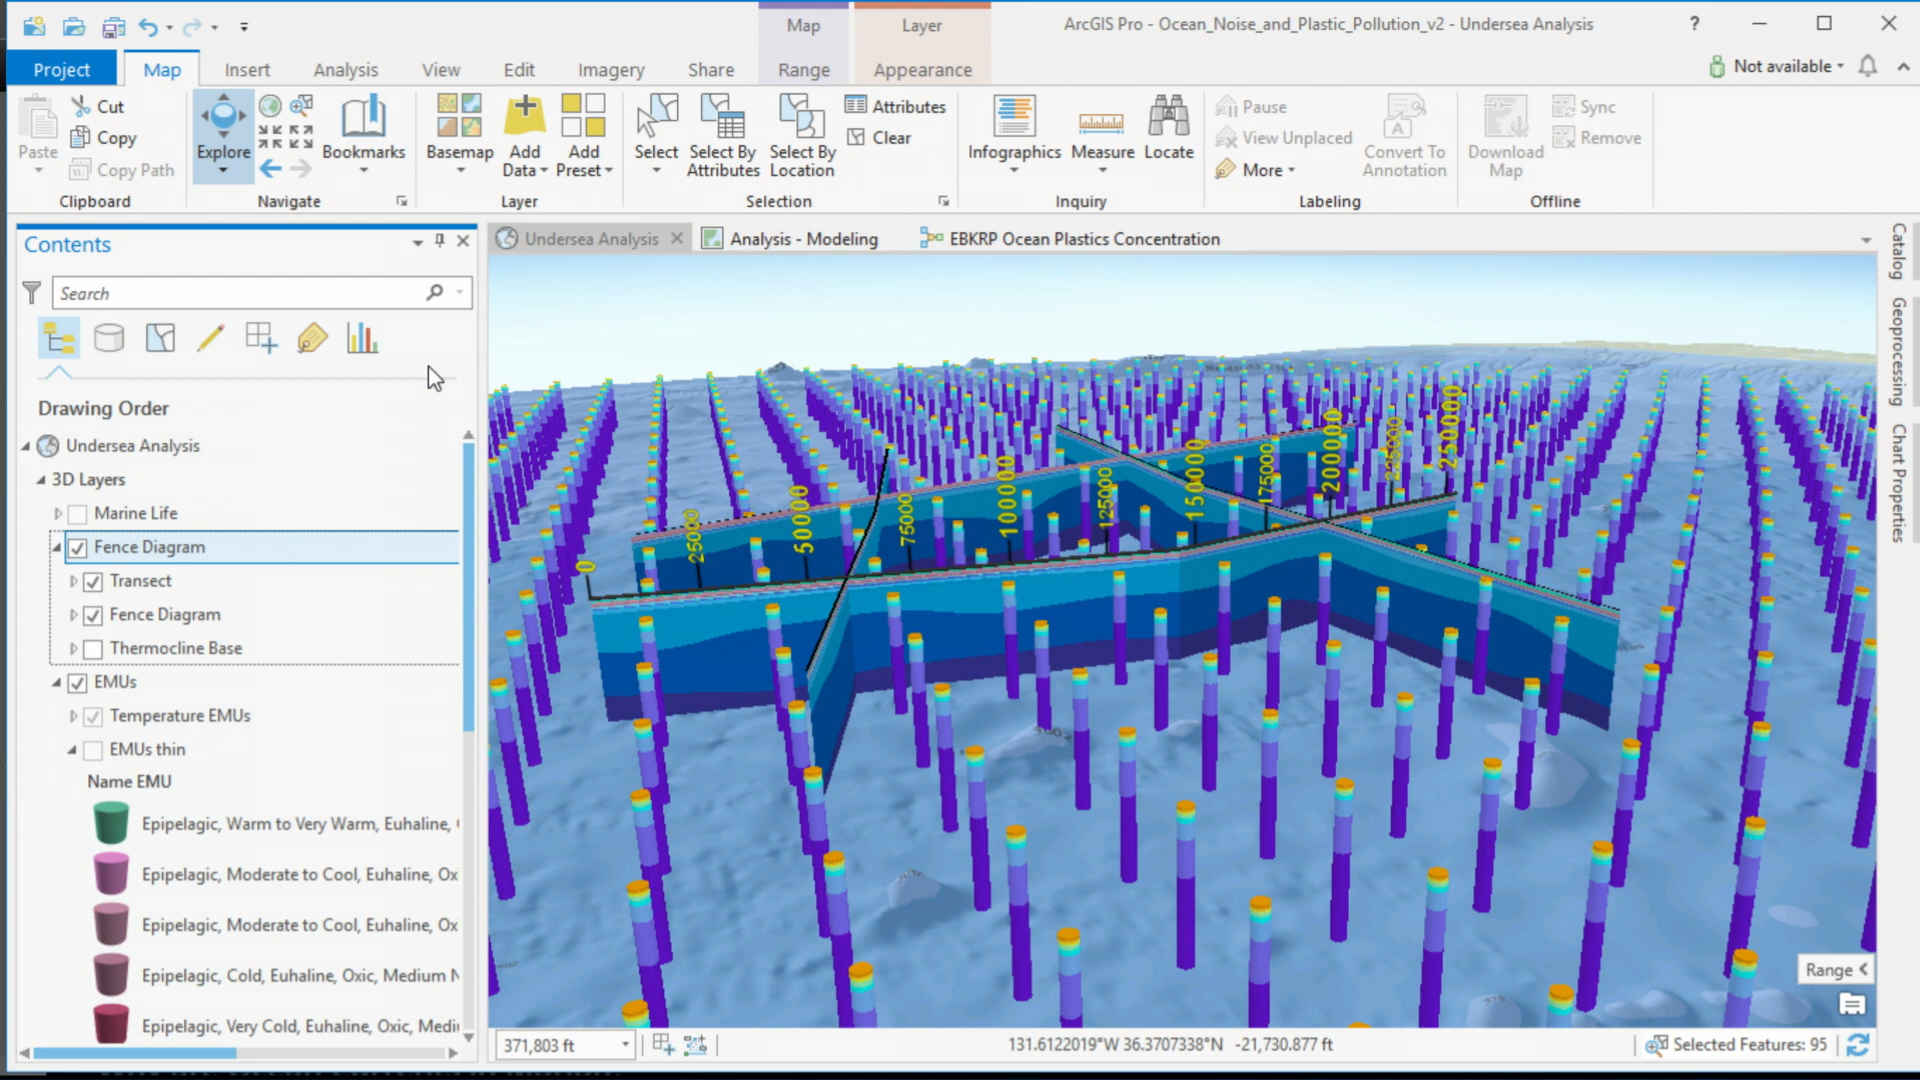 Map
Layer
ArcGIS Pro - Ocean_Noise_and_Plastic_Pollution_v2 - Undersea Analysis
?
Project
Map
Insert
Analysis
View
Edit
Imagery
Share
Range
Appearance
Not available
Paste
Cut
Copy
Copy Path
Clipboard
Explore
Bookmarks
Navigate
Basemap
Add
Data
Add
Preset
Layer
Select
Select By
Attributes
Select By
Location
Attributes
Clear
Selection
Infographics
Measure
Locate
Inquiry
Pause
View Unplaced
More
Convert To
Annotation
Labeling
Download
Map
Sync
Remove
Offline
Contents
Search
Drawing Order
Undersea Analysis
3D Layers
Marine Life
Fence Diagram
Transect
Fence Diagram
Thermocline Base
EMUs
Temperature EMUs
EMUs thin
Name EMU
Epipelagic, Warm to Very Warm, Euhaline,
Epipelagic, Moderate to Cool, Euhaline, Ox
Epipelagic, Moderate to Cool, Euhaline, Ox
Epipelagic, Cold, Euhaline, Oxic, Medium N
Epipelagic, Very Cold, Euhaline, Oxic, Medi
Undersea Analysis
Analysis - Modeling
EBKRP Ocean Plastics Concentration
0
25000
50000
75000
100000
125000
150000
175000
200000
225000
250000
Range
371,803 ft
131.6122019°W 36.3707338°N -21,730.877 ft
Selected Features: 95
Catalog
Geoprocessing
Chart Properties